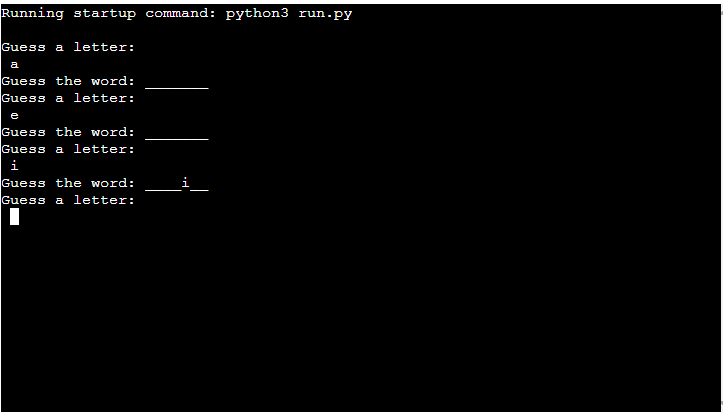 Running startup command: python3 run.py
Guess a letter:
a
Guess the word: _______
Guess a letter:
e
Guess the word: _______
Guess a letter:
i
Guess the word: ____i__
Guess a letter: